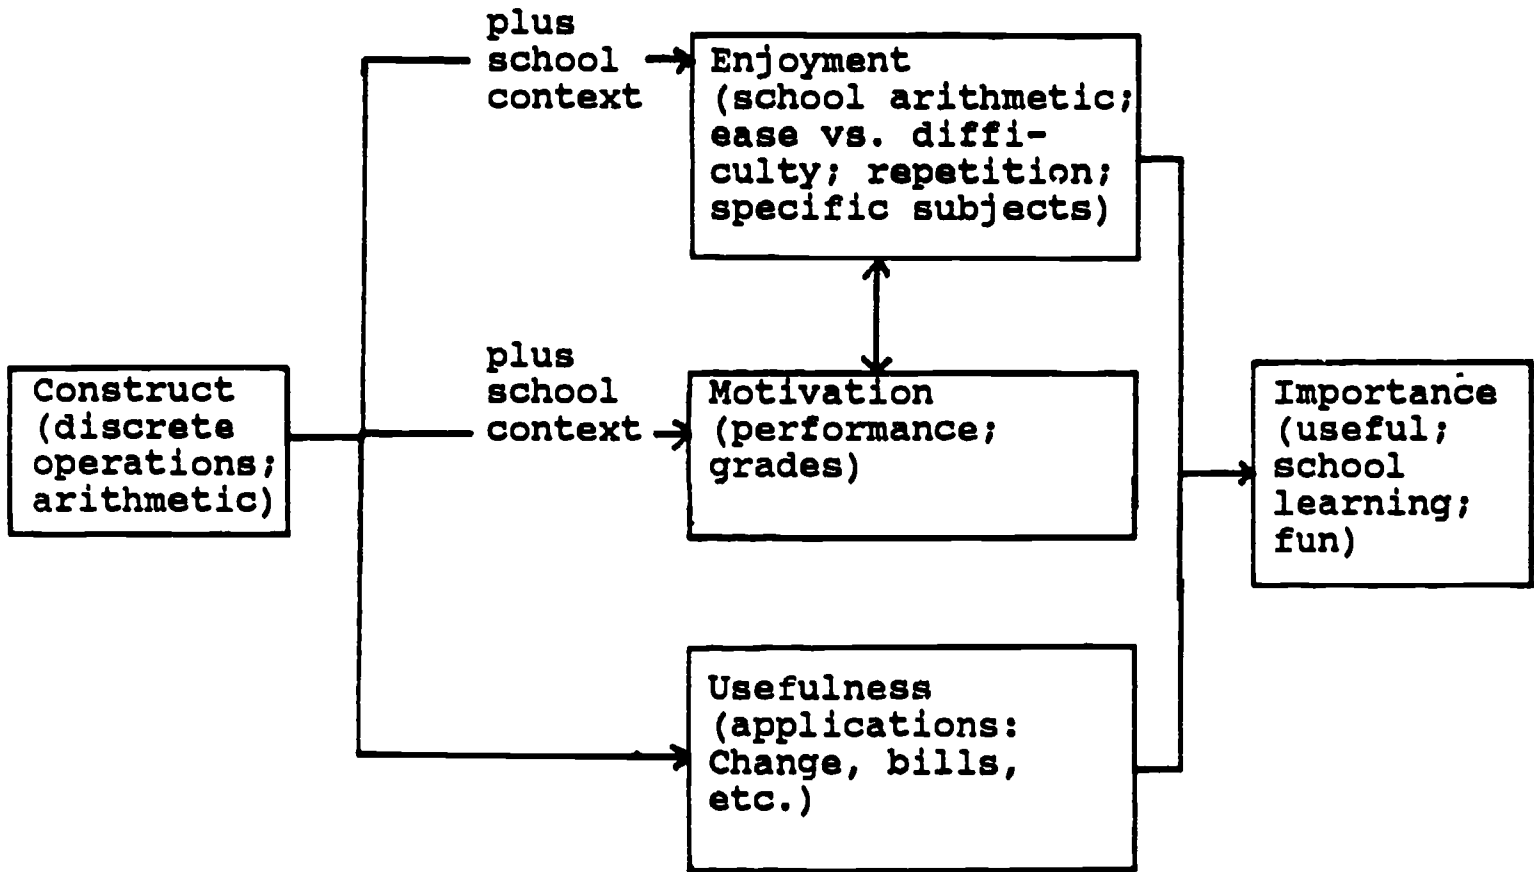 plus
school
context
Enjoyment
(school arithmetic;
ease vs. diffi-
culty; repetition;
specific subjects)
Construct
(discrete
operations;
arithmetic)
plus
school
context
Motivation
(performance;
grades)
Importance
(useful;
school
learning;
fun)
Usefulness
(applications:
Change, bills,
etc.)